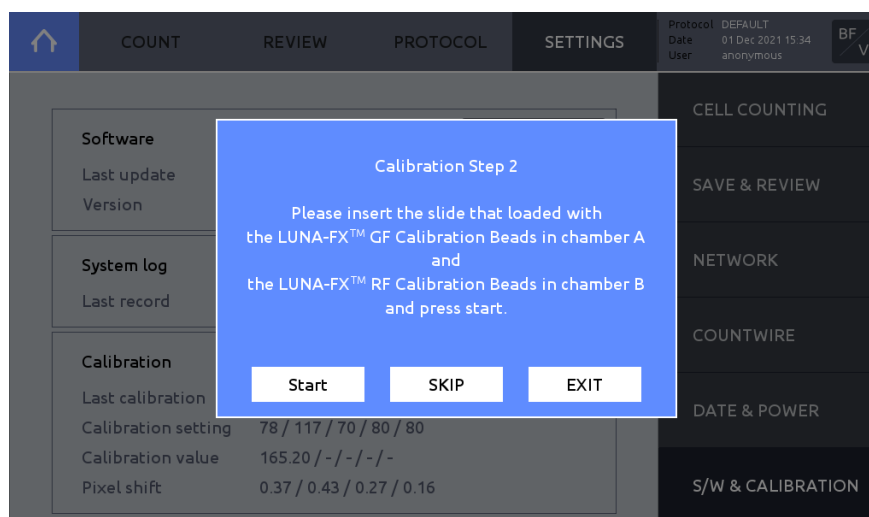 COUNT
REVIEW
PROTOCOL
SETTINGS
Protocol DEFAULT
Date 01 Dec 2021 15:34
User anonymous
BF
V
Software
Last update
Version
System log
Last record
Calibration
Last calibration
Calibration setting 78 / 117 / 70 / 80 / 80
Calibration value 165.20 / - / - / - / -
Pixel shift 0.37 / 0.43 / 0.27 / 0.16
Calibration Step 2
Please insert the slide that loaded with
the LUNA-FX™ GF Calibration Beads in chamber A
and
the LUNA-FX™ RF Calibration Beads in chamber B
and press start.
Start
SKIP
EXIT
CELL COUNTING
SAVE & REVIEW
NETWORK
COUNTWIRE
DATE & POWER
S/W & CALIBRATION